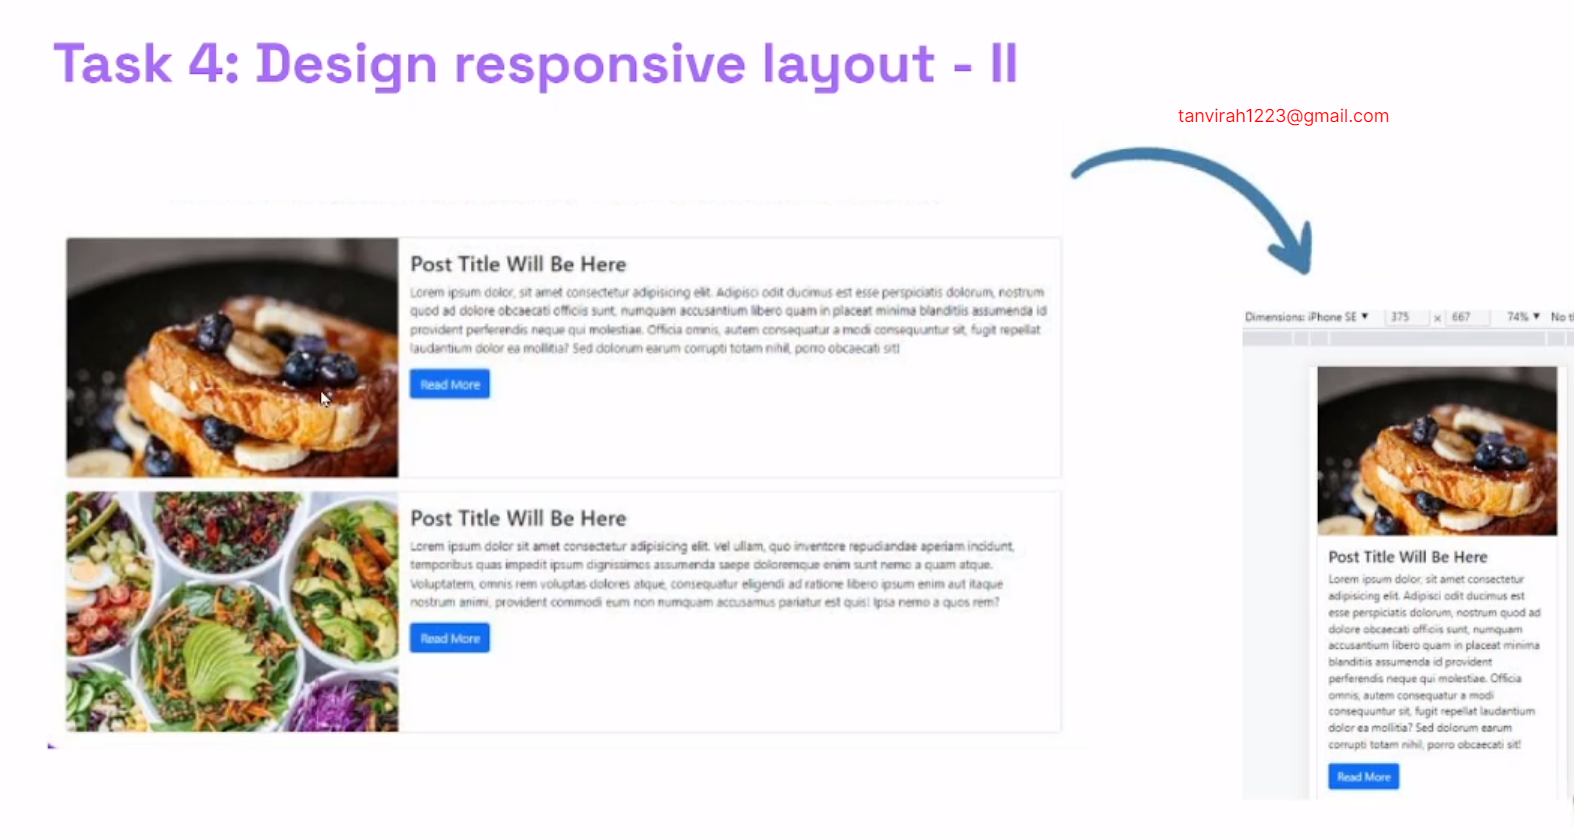 Task 4: Design responsive layout - II
tanvirah1223@gmail.com
Post Title Will Be Here
Lorem ipsum dolor, sit amet consectetur adipisicing elit. Adipisci odit ducimus est esse perspiciatis dolorum, nostrum
quod ad dolore obcaecati officiis sunt, numquam accusantium libero quam in placeat minima blanditiis assumenda id
provident perferendis neque qui molestiae. Officia omnis, autem consequatur a modi consequuntur sit, fugit repellat
laudantium dolor ea mollitia? Sed dolorum earum corrupti totam nihil, porro obcaecati sit!
Read More
Post Title Will Be Here
Lorem ipsum dolor sit amet consectetur adipisicing elit. Vel ullam, quo inventore repudiandae aperiam incidunt,
temporibus quas impedit ipsum dignissimos assumenda saepe doloremque enim sunt nemo a quam atque.
Voluptatem, omnis rem voluptas dolores atque, consequatur eligendi ad ratione libero ipsum enim aut itaque
nostrum animi, provident commodi eum non numquam accusamus pariatur est quis! Ipsa nemo a quos rem?
Read More
Dimensions: iPhone SE ▼ 375 x 667 74% ▼ No
Post Title Will Be Here
Lorem ipsum dolor, sit amet consectetur
adipisicing elit. Adipisci odit ducimus est
esse perspiciatis dolorum, nostrum quod ad
dolore obcaecati officiis sunt, numquam
accusantium libero quam in placeat minima
blanditiis assumenda id provident
perferendis neque qui molestiae. Officia
omnis, autem consequatur a modi
consequuntur sit, fugit repellat laudantium
dolor ea mollitia? Sed dolorum earum
corrupti totam nihil, porro obcaecati sit!
Read More